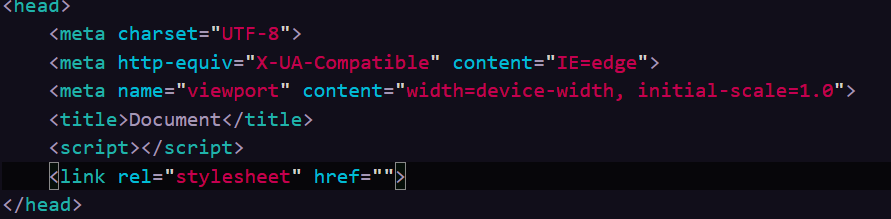 <head>
    <meta charset="UTF-8">
    <meta http-equiv="X-UA-Compatible" content="IE=edge">
    <meta name="viewport" content="width=device-width, initial-scale=1.0">
    <title>Document</title>
    <script></script>
    <link rel="stylesheet" href="">
</head>